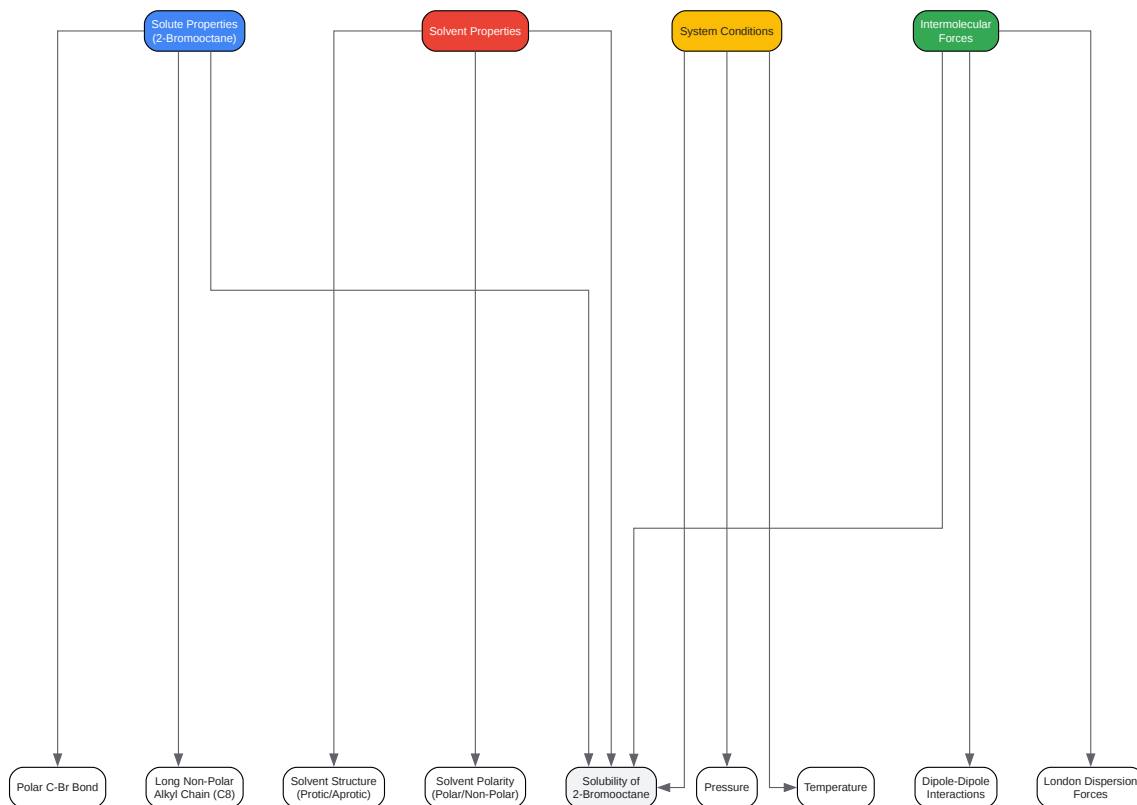 Solute Properties
(2-Bromooctane)
Solvent Properties
System Conditions
Intermolecular
Forces
Polar C-Br Bond
Long Non-Polar
Alkyl Chain (C8)
Solvent Structure
(Protic/Aprotic)
Solvent Polarity
(Polar/Non-Polar)
Solubility of
2-Bromooctane
Pressure
Temperature
Dipole-Dipole
Interactions
London Dispersion
Forces